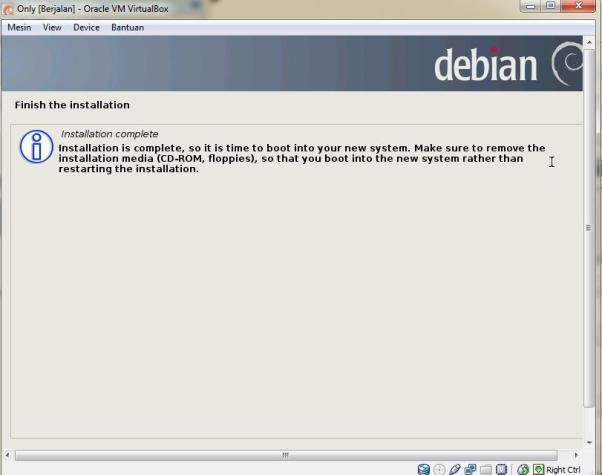 Only [Berjalan] - Oracle VM VirtualBox
Mesin View Device Bantuan
debian
Finish the installation
Installation complete
Installation is complete, so it is time to boot into your new system. Make sure to remove the
installation media (CD-ROM, floppies), so that you boot into the new system rather than
restarting the installation.
Right Ctrl